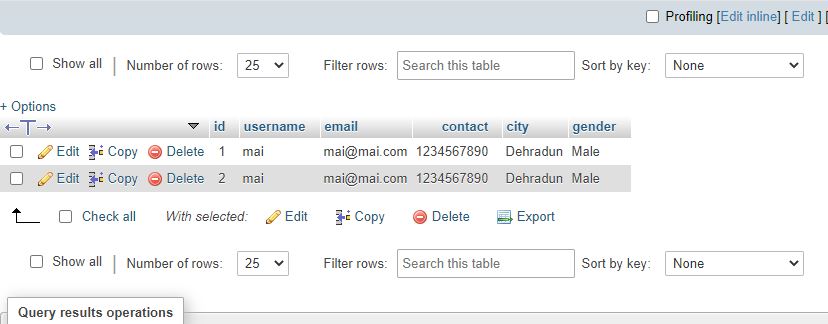 Profiling [Edit inline] [ Edit ] [
Show all Number of rows: 25 Filter rows: Search this table Sort by key: None
+ Options
←T→ id username email contact city gender
Edit Copy Delete 1 mai mai@mai.com 1234567890 Dehradun Male
Edit Copy Delete 2 mai mai@mai.com 1234567890 Dehradun Male
Check all With selected: Edit Copy Delete Export
Show all Number of rows: 25 Filter rows: Search this table Sort by key: None
Query results operations